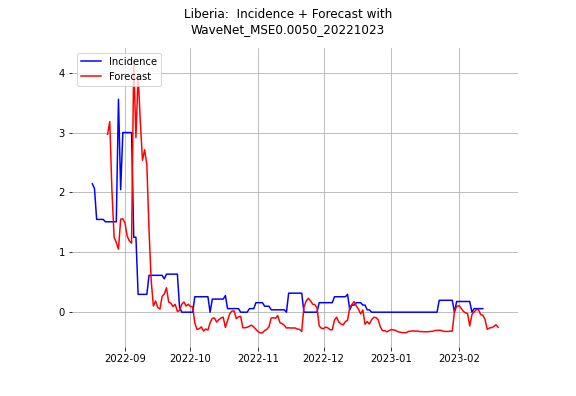 Liberia:  Incidence + Forecast with
WaveNet_MSE0.0050_20221023
Incidence
Forecast
4
3
2
1
0
2022-09
2022-10
2022-11
2022-12
2023-01
2023-02